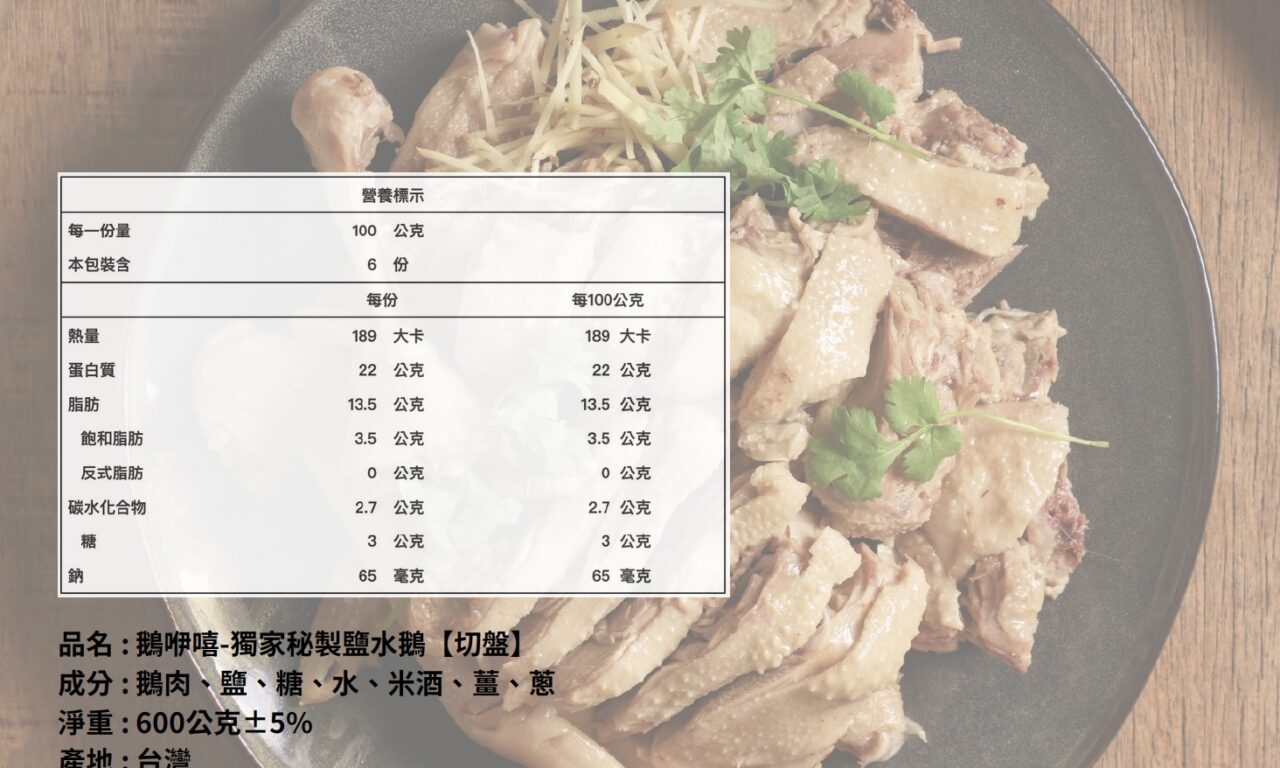 營養標示
每一份量 100 公克
本包裝含 6 份
每份 每100公克
熱量 189 大卡 189 大卡
蛋白質 22 公克 22 公克
脂肪 13.5 公克 13.5 公克
飽和脂肪 3.5 公克 3.5 公克
反式脂肪 0 公克 0 公克
碳水化合物 2.7 公克 2.7 公克
糖 3 公克 3 公克
鈉 65 毫克 65 毫克
品名 : 鵝咿嘻-獨家秘製鹽水鵝【切盤】
成分 : 鵝肉、鹽、糖、水、米酒、薑、蔥
淨重 : 600公克±5%
產地 : 台灣